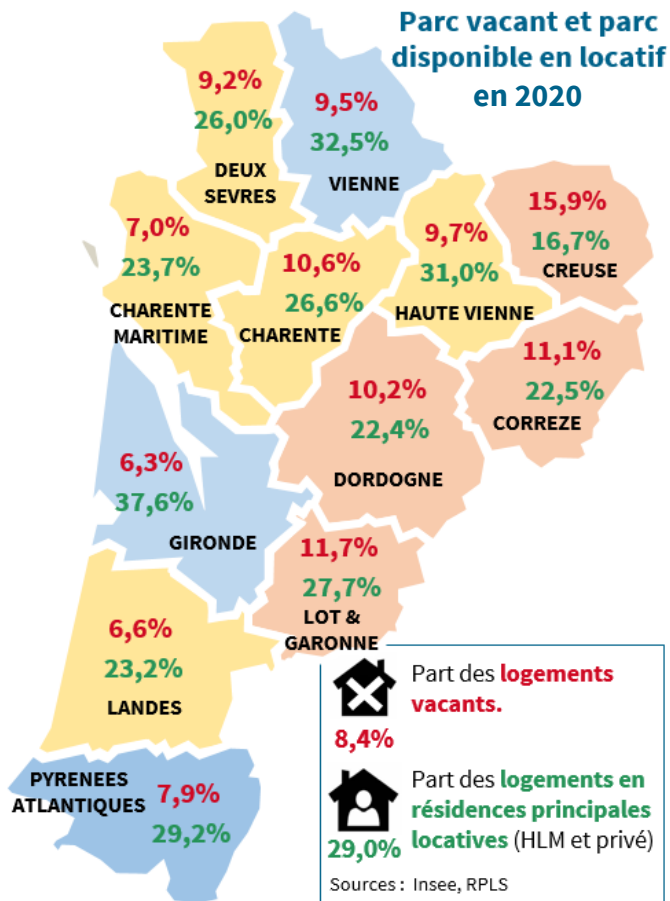 Parc vacant et parc
disponible en locatif
en 2020
9,2%
26,0%
DEUX
SEVRES
9,5%
32,5%
VIENNE
15,9%
16,7%
CREUSE
7,0%
23,7%
CHARENTE
MARITIME
10,6%
26,6%
CHARENTE
9,7%
31,0%
HAUTE VIENNE
11,1%
22,5%
CORREZE
10,2%
22,4%
DORDOGNE
6,3%
37,6%
GIRONDE
11,7%
27,7%
LOT &
GARONNE
6,6%
23,2%
LANDES
PYRENEES
ATLANTIQUES
7,9%
29,2%
Part des logements
vacants.
8,4%
Part des logements en
résidences principales
locatives (HLM et privé)
29,0%
Sources : Insee, RPLS